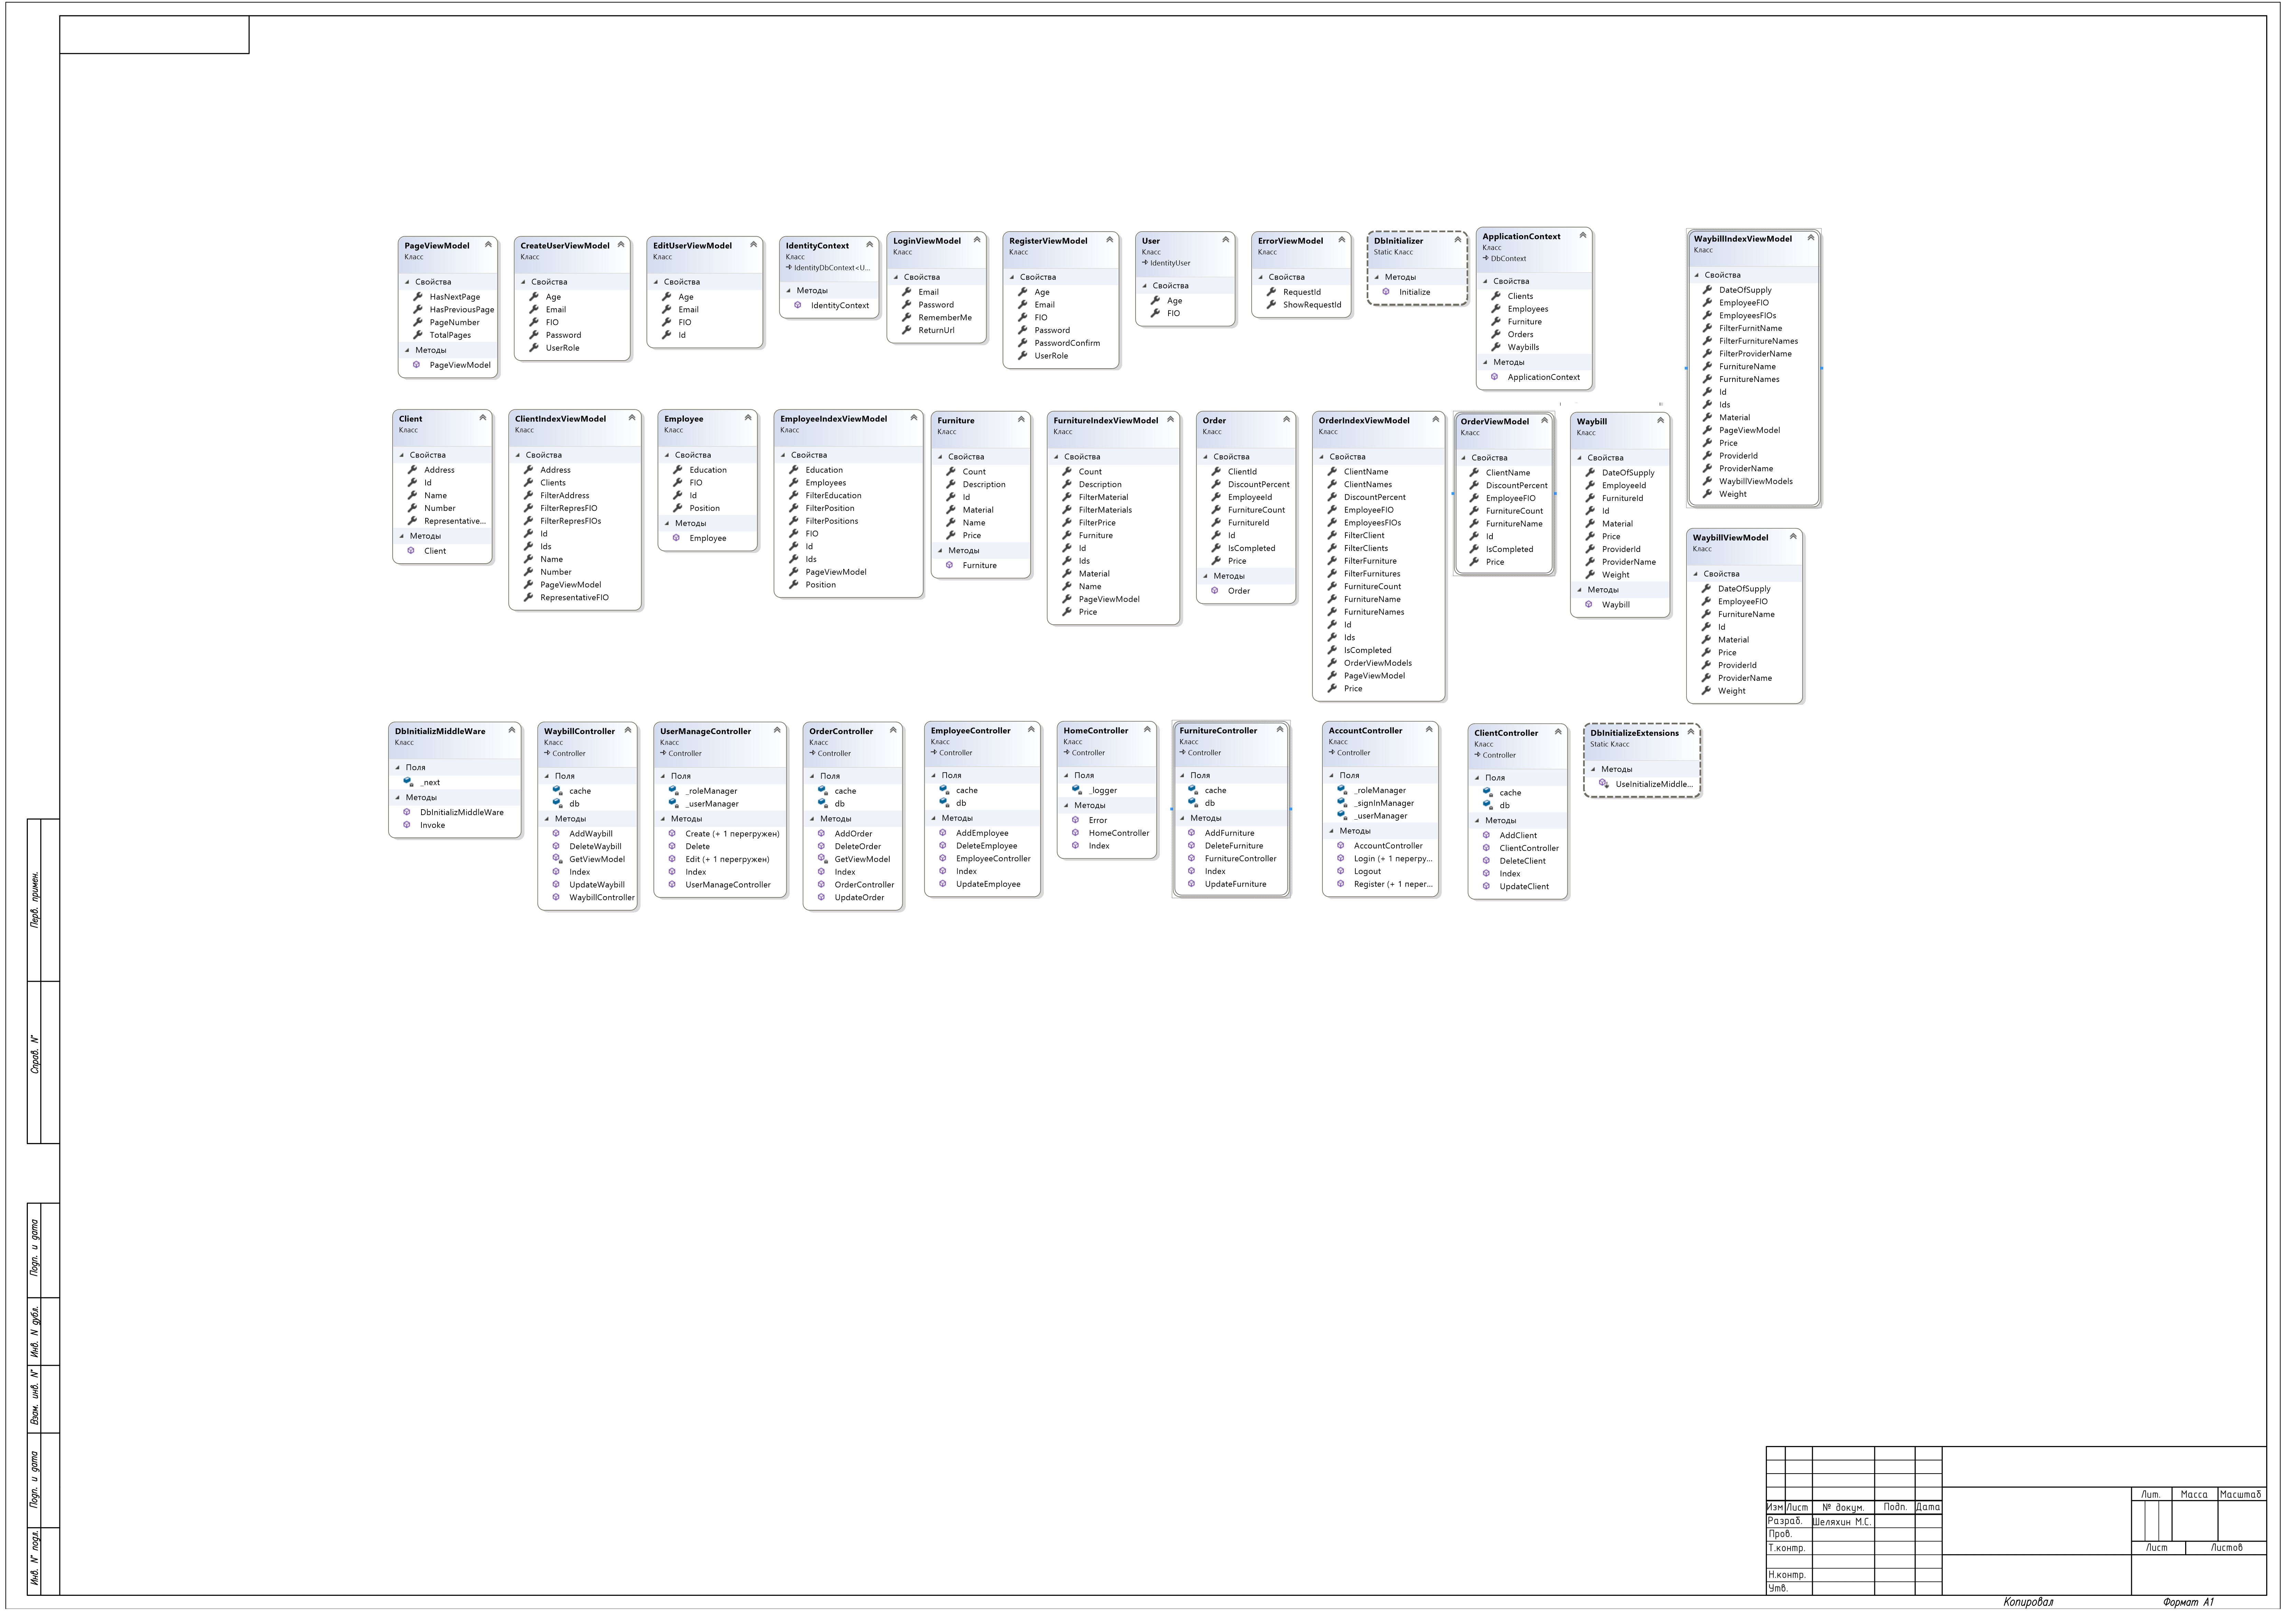 PageViewModel
Класс
Свойства
HasNextPage
HasPreviousPage
PageNumber
TotalPages
Методы
PageViewModel
CreateUserViewModel
Класс
Свойства
Age
Email
FIO
Password
UserRole
EditUserViewModel
Класс
Свойства
Age
Email
FIO
Id
IdentityContext
Класс
IdentityDbContext<U...
Методы
IdentityContext
LoginViewModel
Класс
Свойства
Email
Password
RememberMe
ReturnUrl
RegisterViewModel
Класс
Свойства
Age
Email
FIO
Password
PasswordConfirm
UserRole
User
Класс
IdentityUser
Свойства
Age
FIO
ErrorViewModel
Класс
Свойства
RequestId
ShowRequestId
DbInitializer
Static Класс
Методы
Initialize
ApplicationContext
Класс
DbContext
Свойства
Clients
Employees
Furniture
Orders
Waybills
Методы
ApplicationContext
WaybillIndexViewModel
Класс
Свойства
DateOfSupply
EmployeeFIO
EmployeesFIOs
FilterFurnitName
FilterFurnitureNames
FilterProviderName
FurnitureName
FurnitureNames
Id
Ids
Material
PageViewModel
Price
ProviderId
ProviderName
WaybillViewModels
Weight
Client
Класс
Свойства
Address
Id
Name
Number
Representative...
Методы
Client
ClientIndexViewModel
Класс
Свойства
Address
Clients
FilterAddress
FilterRepresFIO
FilterRepresFIOs
Id
Ids
Name
Number
PageViewModel
RepresentativeFIO
Employee
Класс
Свойства
Education
FIO
Id
Position
Методы
Employee
EmployeeIndexViewModel
Класс
Свойства
Education
Employees
FilterEducation
FilterPosition
FilterPositions
FIO
Id
Ids
PageViewModel
Position
Furniture
Класс
Свойства
Count
Description
Id
Material
Name
Price
Методы
Furniture
FurnitureIndexViewModel
Класс
Свойства
Count
Description
FilterMaterial
FilterMaterials
FilterPrice
Furniture
Id
Ids
Material
Name
PageViewModel
Price
Order
Класс
Свойства
ClientId
DiscountPercent
EmployeeId
FurnitureCount
FurnitureId
Id
IsCompleted
Price
Методы
Order
OrderIndexViewModel
Класс
Свойства
ClientName
ClientNames
DiscountPercent
EmployeeFIO
EmployeesFIOs
FilterClient
FilterClients
FilterFurniture
FilterFurnitures
FurnitureCount
FurnitureName
FurnitureNames
Id
Ids
IsCompleted
OrderViewModels
PageViewModel
Price
OrderViewModel
Класс
Свойства
ClientName
DiscountPercent
EmployeeFIO
FurnitureCount
FurnitureName
Id
IsCompleted
Price
Waybill
Класс
Свойства
DateOfSupply
EmployeeId
FurnitureId
Id
Material
Price
ProviderId
ProviderName
Weight
Методы
Waybill
WaybillViewModel
Класс
Свойства
DateOfSupply
EmployeeFIO
FurnitureName
Id
Material
Price
ProviderId
ProviderName
Weight
DbInitializMiddleWare
Класс
Поля
_next
Методы
DbInitializMiddleWare
Invoke
WaybillController
Класс
Controller
Поля
cache
db
Методы
AddWaybill
DeleteWaybill
GetViewModel
Index
UpdateWaybill
WaybillController
UserManageController
Класс
Controller
Поля
_roleManager
_userManager
Методы
Create (+ 1 перегружен)
Delete
Edit (+ 1 перегружен)
Index
UserManageController
OrderController
Класс
Controller
Поля
cache
db
Методы
AddOrder
DeleteOrder
GetViewModel
Index
OrderController
UpdateOrder
EmployeeController
Класс
Controller
Поля
cache
db
Методы
AddEmployee
DeleteEmployee
EmployeeController
Index
UpdateEmployee
HomeController
Класс
Controller
Поля
_logger
Методы
Error
HomeController
Index
FurnitureController
Класс
Controller
Поля
cache
db
Методы
AddFurniture
DeleteFurniture
FurnitureController
Index
UpdateFurniture
AccountController
Класс
Controller
Поля
_roleManager
_signInManager
_userManager
Методы
AccountController
Login (+ 1 перегру...
Logout
Register (+ 1 перег...
ClientController
Класс
Controller
Поля
cache
db
Методы
AddClient
ClientController
DeleteClient
Index
UpdateClient
DbInitializeExtensions
Static Класс
Методы
UseInitializeMiddle...
Перв. примен.
Справ. N°
Подп. и дата
Инв. N дубл.
Взам. инв. N°
Подп. и дата
Инв. N° подл.
Лит. Масса Масштаб
Изм Лист № докум. Подп. Дата
Разраб. Шеляхин М.С.
Пров.
Т.контр.
Лист Листов
Н.контр.
Утв.
Копировал Формат А1